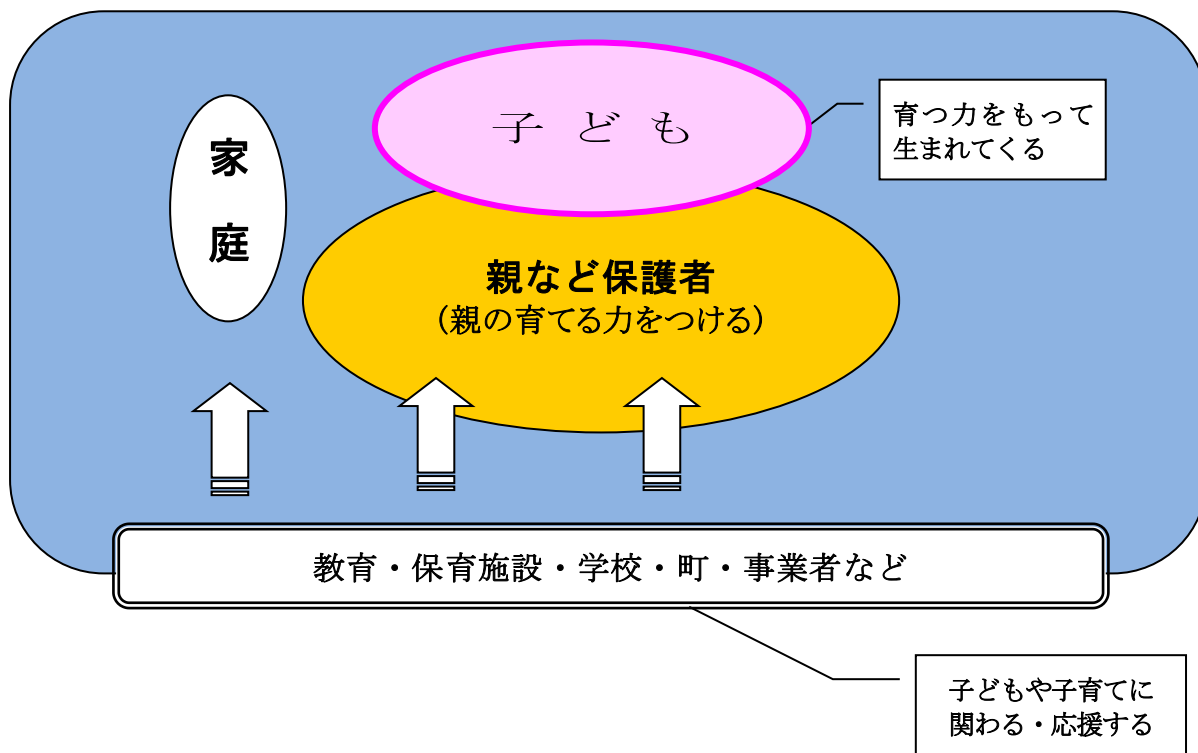 子 ど も
育つ力をもって
生まれてくる
家
庭
親など保護者
（親の育てる力をつける）
教育・保育施設・学校・町・事業者など
子どもや子育てに
関わる・応援する